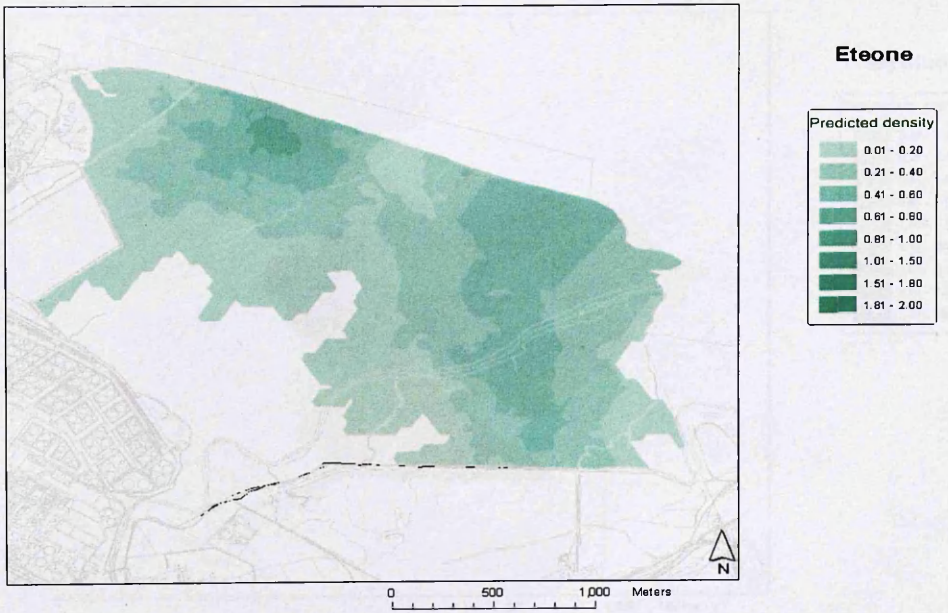 Eteone
Predicted density
0.01 - 0.20
0.21 - 0.40
0.41 - 0.60
0.61 - 0.80
0.81 - 1.00
1.01 - 1.50
1.51 - 1.80
1.81 - 2.00
N
0 500 1,000 Meters